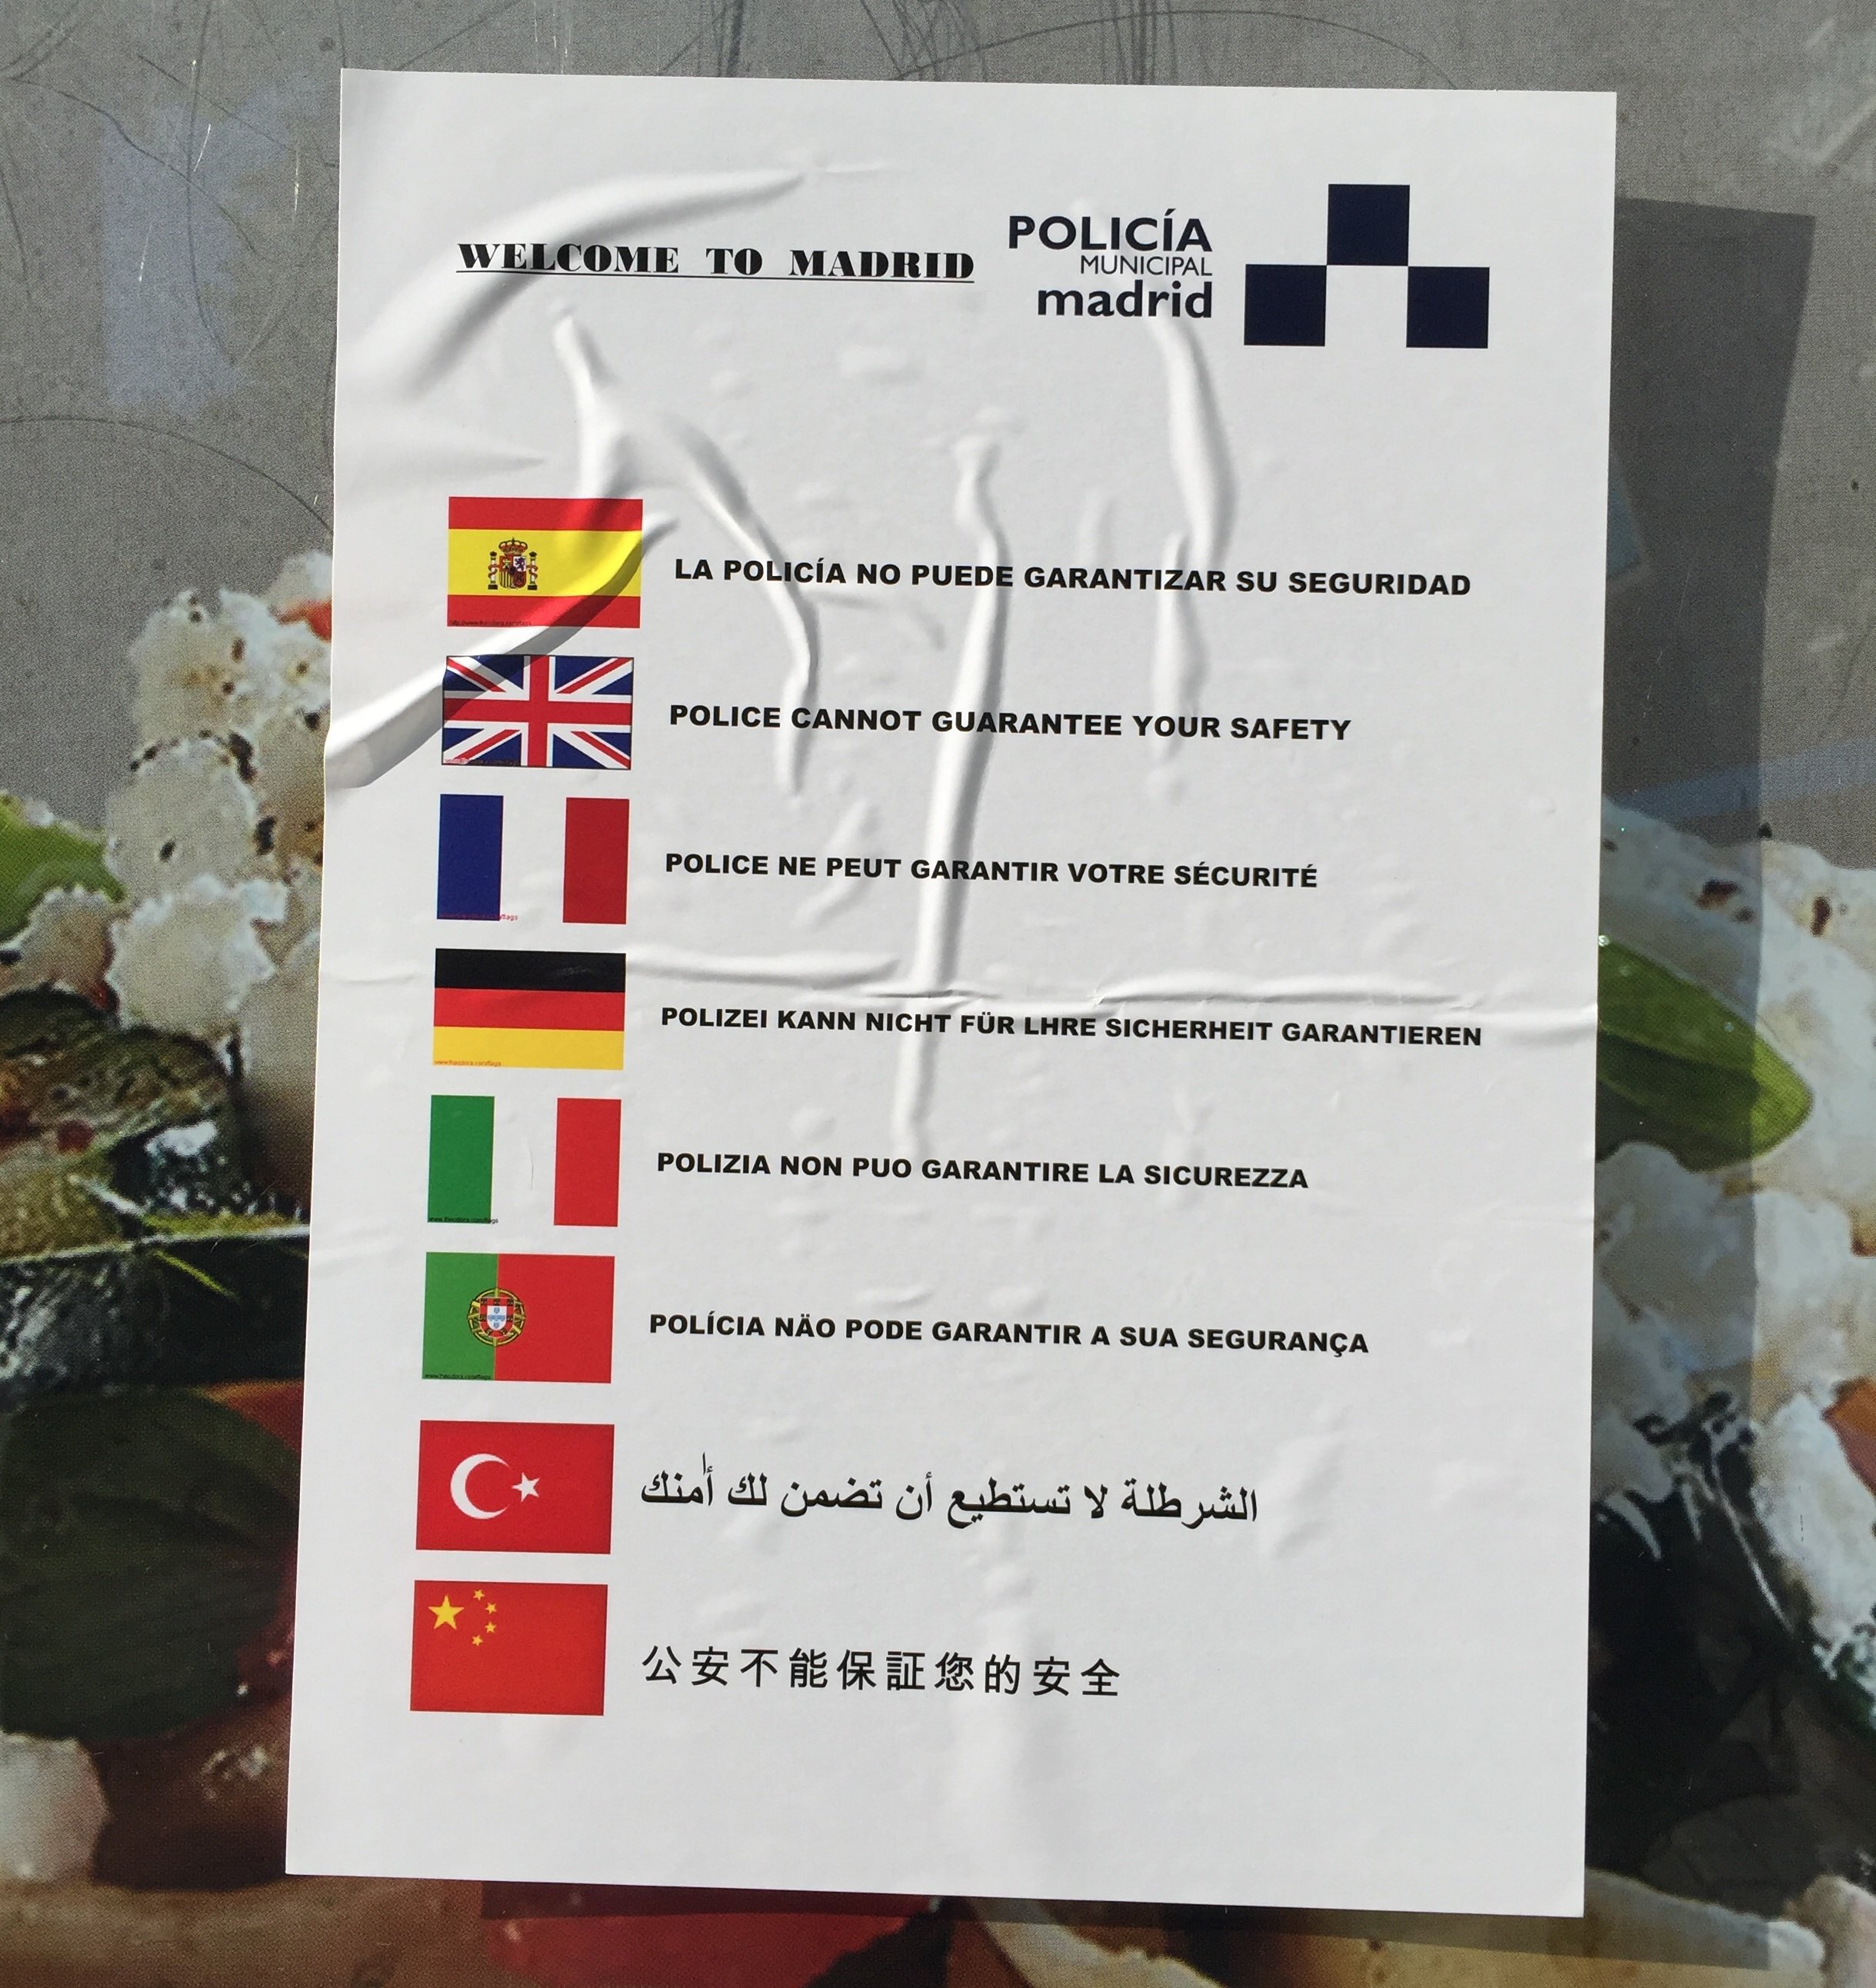 WELCOME TO MADRID
POLICÍA
MUNICIPAL
madrid
LA POLICÍA NO PUEDE GARANTIZAR SU SEGURIDAD
POLICE CANNOT GUARANTEE YOUR SAFETY
POLICE NE PEUT GARANTIR VOTRE SÉCURITÉ
POLIZEI KANN NICHT FÜR LHRE SICHERHEIT GARANTIEREN
POLIZIA NON PUO GARANTIRE LA SICUREZZA
POLÍCIA NÄO PODE GARANTIR A SUA SEGURANÇA
الشرطلة لا تستطيع أن تضمن لك أمنك
公安不能保証您的安全